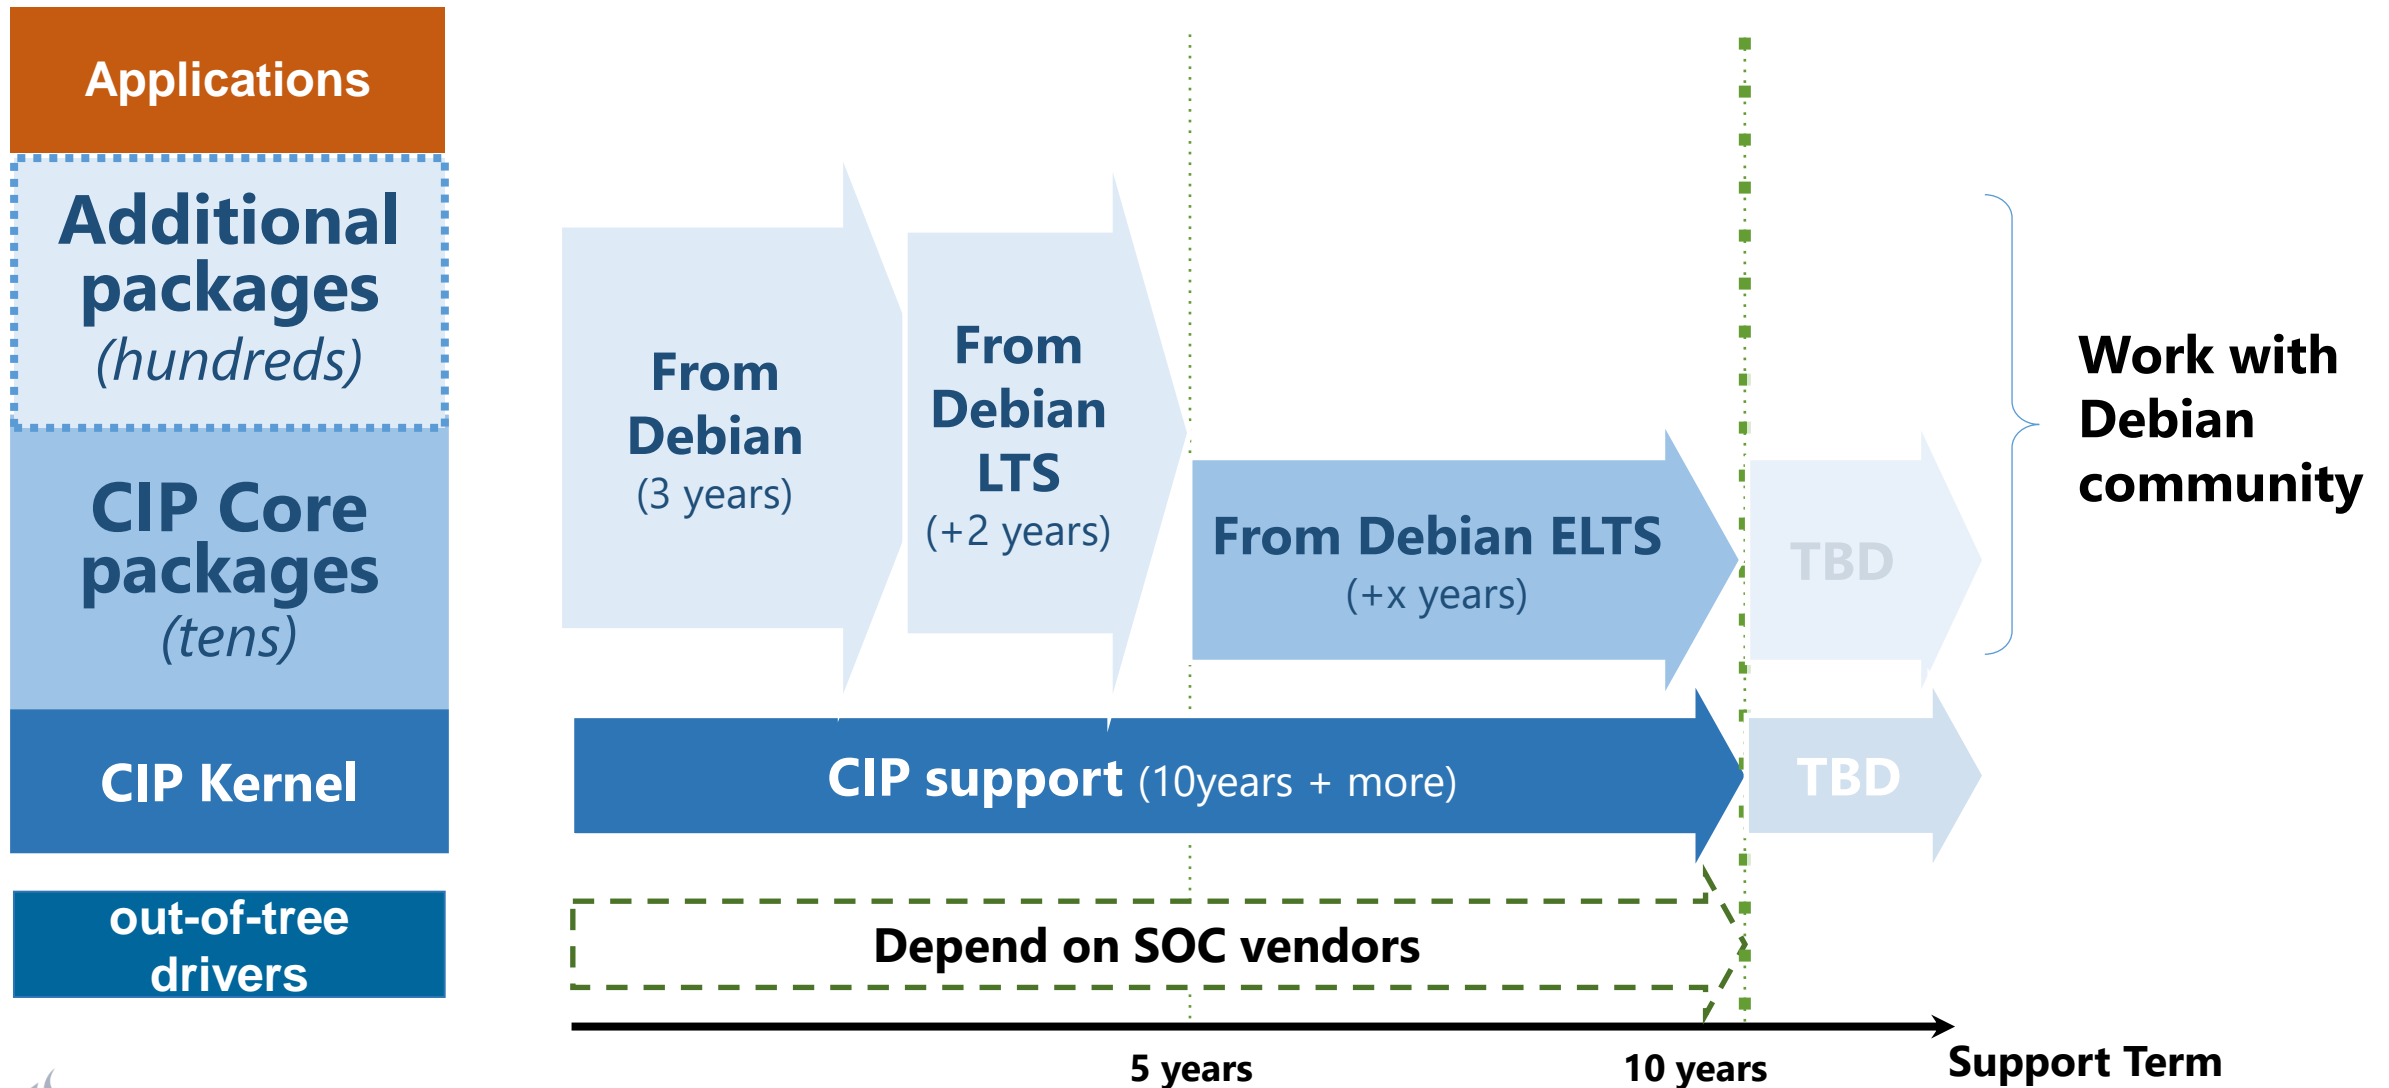 Applications
Additional
packages
(hundreds)
CIP Core
packages
(tens)
CIP Kernel
out-of-tree
drivers
From
Debian
(3 years)
From
Debian
LTS
(+2 years)
From Debian ELTS
(+x years)
TBD
Work with
Debian
community
CIP support (10years + more)
TBD
Depend on SOC vendors
5 years
10 years
Support Term